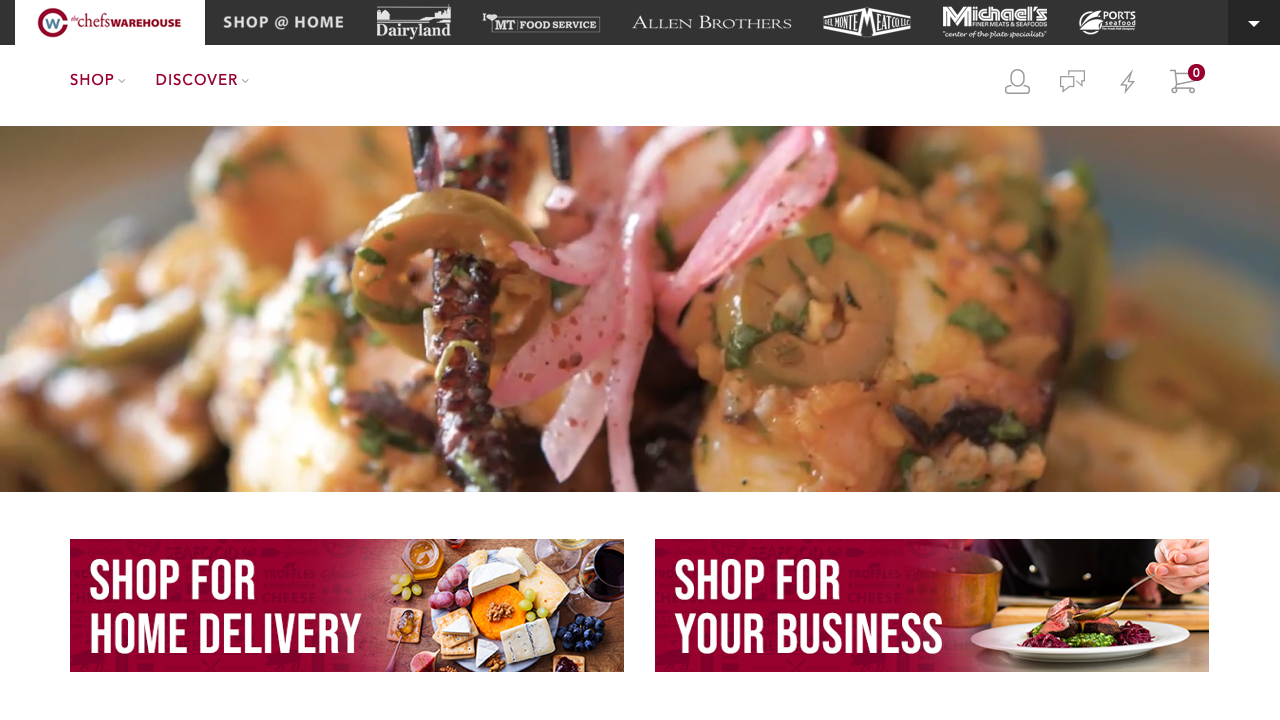 the chefs WAREHOUSE
SHOP @ HOME
Dairyland
I MT FOOD SERVICE
ALLEN BROTHERS
DEL MONTE MEAT CO LLC
Michael's
FINER MEATS & SEAFOODS
"center of the plate specialists"
PORTS
seafood
SHOP
DISCOVER
0
SHOP FOR
HOME DELIVERY
SHOP FOR
YOUR BUSINESS